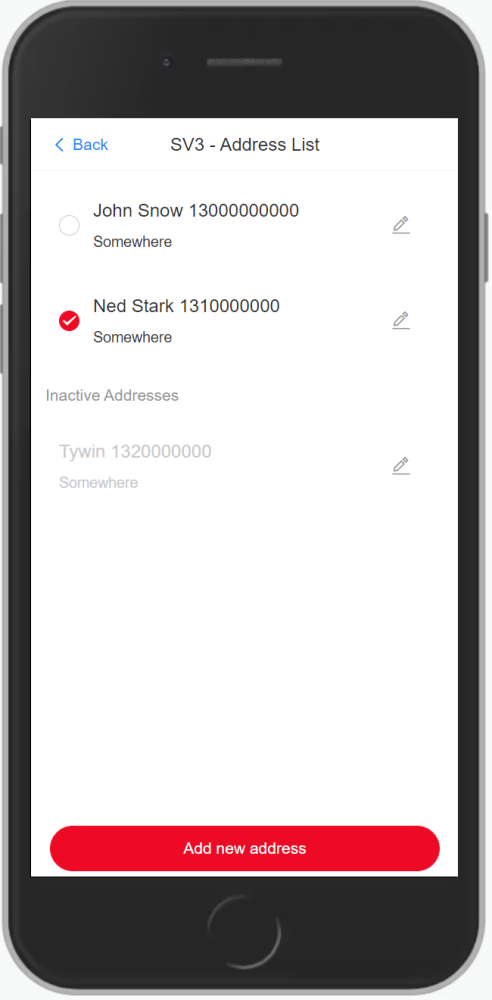 Back
SV3 - Address List
John Snow 13000000000
Somewhere
Ned Stark 1310000000
Somewhere
Inactive Addresses
Tywin 1320000000
Somewhere
Add new address